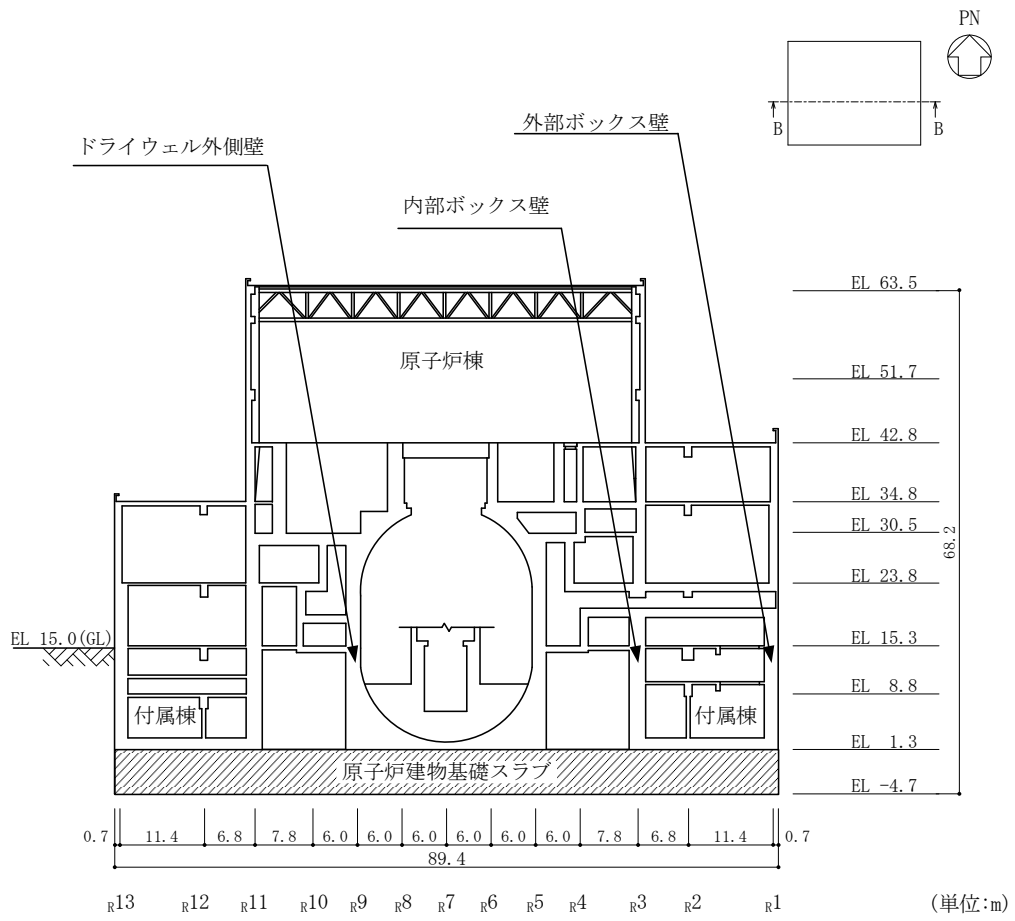 PN
B
B
外部ボックス壁
ドライウェル外側壁
内部ボックス壁
EL 63.5
EL 51.7
EL 42.8
EL 34.8
EL 30.5
EL 23.8
EL 15.3
EL 8.8
EL 1.3
EL -4.7
68.2
原子炉棟
EL 15.0(GL)
付属棟
付属棟
原子炉建物基礎スラブ
0.7 11.4 6.8 7.8 6.0 6.0 6.0 6.0 6.0 6.0 7.8 6.8 11.4 0.7
89.4
R13 R12 R11 R10 R9 R8 R7 R6 R5 R4 R3 R2 R1
(単位:m)